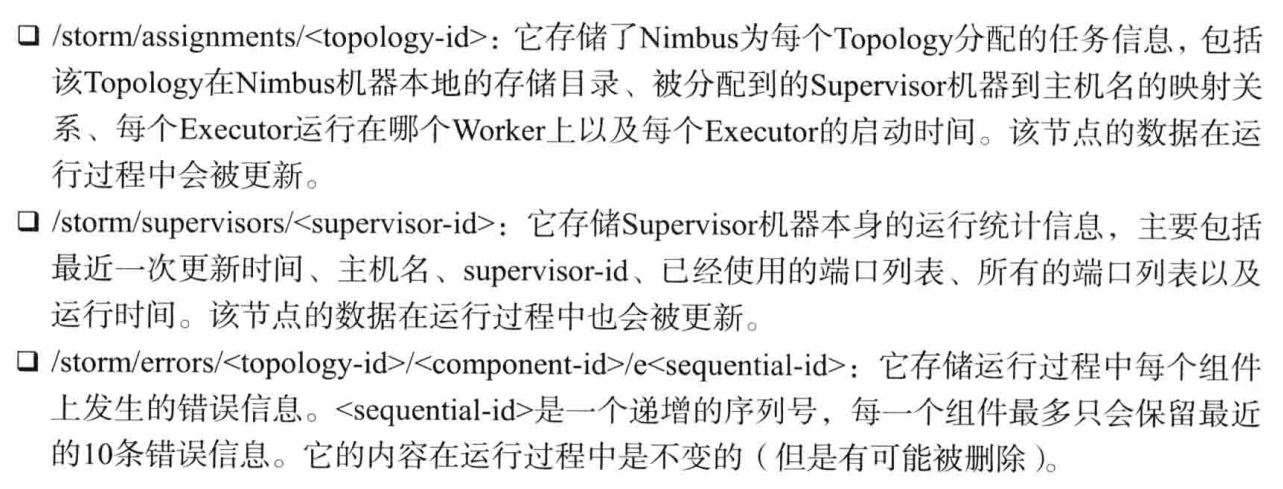 ❑ /storm/assignments/<topology-id>：它存储了Nimbus为每个Topology分配的任务信息，包括
该Topology在Nimbus机器本地的存储目录、被分配到的Supervisor机器到主机名的映射关
系、每个Executor运行在哪个Worker上以及每个Executor的启动时间。该节点的数据在运
行过程中会被更新。
❑ /storm/supervisors/<supervisor-id>：它存储Supervisor机器本身的运行统计信息，主要包括
最近一次更新时间、主机名、supervisor-id、已经使用的端口列表、所有的端口列表以及
运行时间。该节点的数据在运行过程中也会被更新。
❑ /storm/errors/<topology-id>/<component-id>/e<sequential-id>：它存储运行过程中每个组件
上发生的错误信息。<sequential-id>是一个递增的序列号，每一个组件最多只会保留最近
的10条错误信息。它的内容在运行过程中是不变的（但是有可能被删除）。